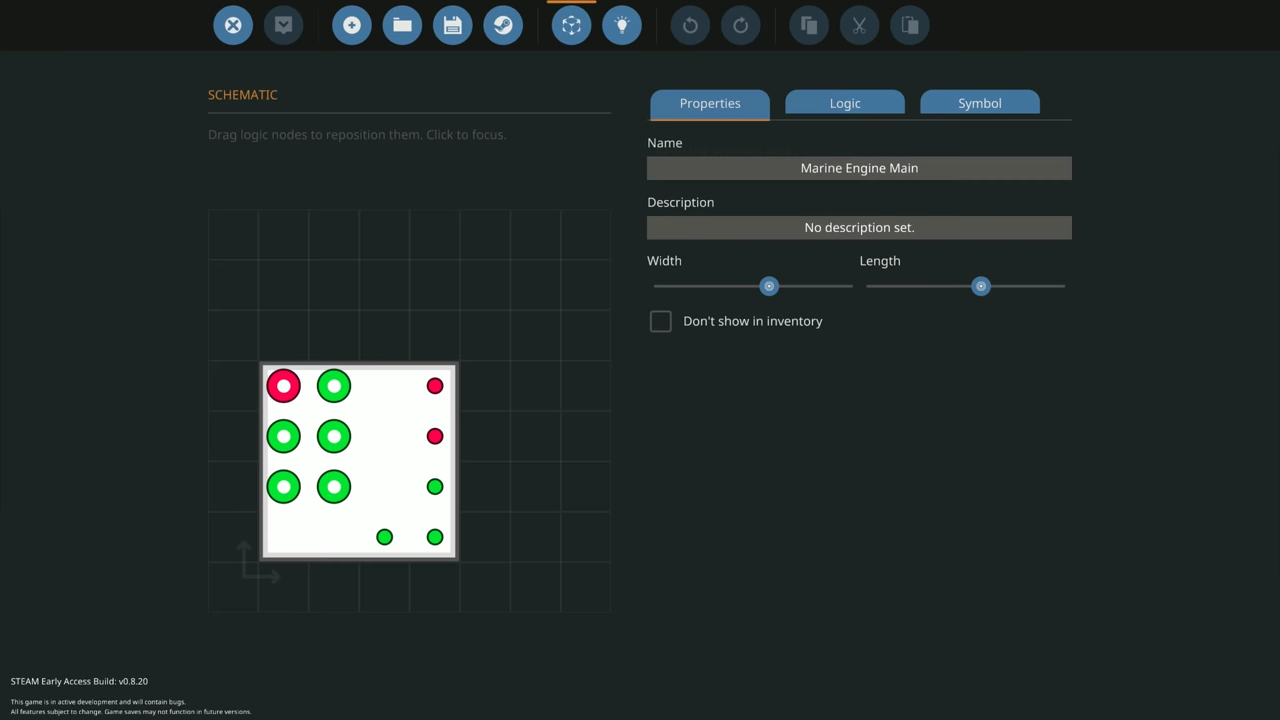 SCHEMATIC
Drag logic nodes to reposition them. Click to focus.
Properties
Logic
Symbol
Name
Marine Engine Main
Description
No description set.
Width
Length
Don't show in inventory
STEAM Early Access Build: v0.8.20
This game is in active development and will contain bugs.
All features subject to change. Game saves may not function in future versions.